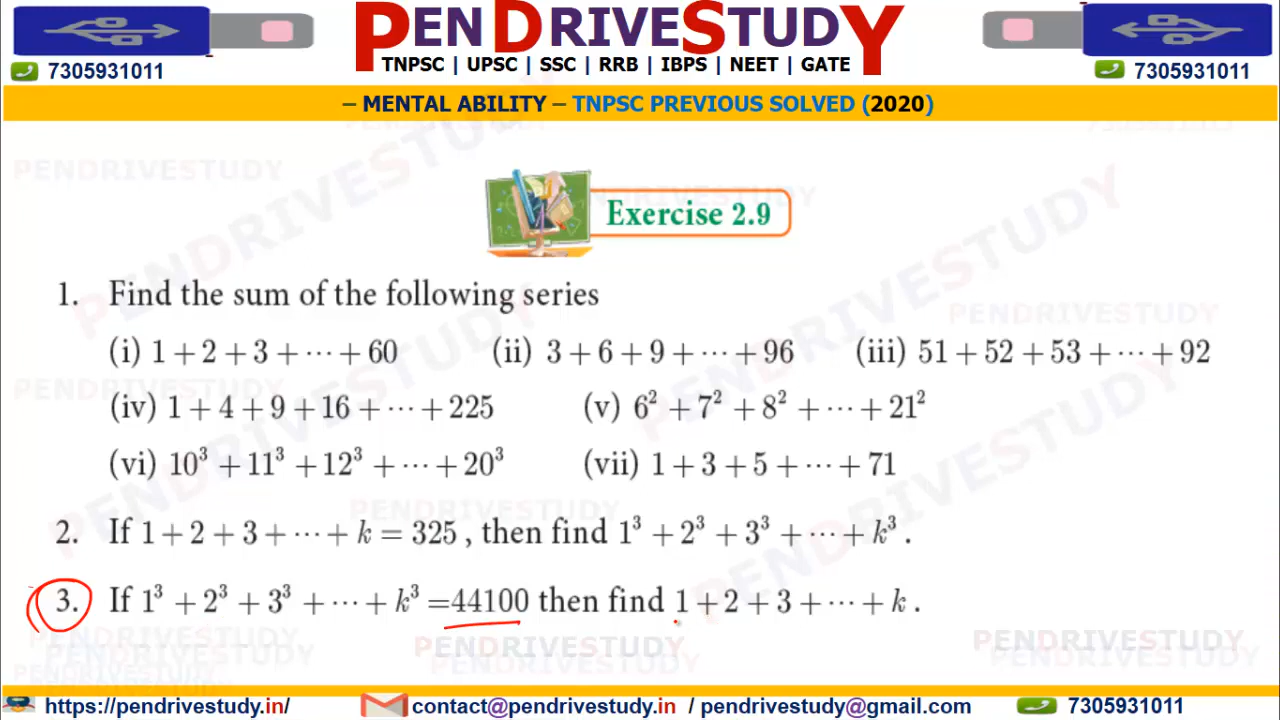 PENDRIVESTUDY
TNPSC | UPSC | SSC | RRB | IBPS | NEET | GATE
7305931011
7305931011
– MENTAL ABILITY – TNPSC PREVIOUS SOLVED (2020)
Exercise 2.9
1. Find the sum of the following series
(i) 1 + 2 + 3 + ⋯ + 60 (ii) 3 + 6 + 9 + ⋯ + 96 (iii) 51 + 52 + 53 + ⋯ + 92
(iv) 1 + 4 + 9 + 16 + ⋯ + 225 (v) 6² + 7² + 8² + ⋯ + 21²
(vi) 10³ + 11³ + 12³ + ⋯ + 20³ (vii) 1 + 3 + 5 + ⋯ + 71
2. If 1 + 2 + 3 + ⋯ + k = 325 , then find 1³ + 2³ + 3³ + ⋯ + k³ .
3. If 1³ + 2³ + 3³ + ⋯ + k³ = 44100 then find 1 + 2 + 3 + ⋯ + k .
PENDRIVESTUDY
https://pendrivestudy.in/ contact@pendrivestudy.in / pendrivestudy@gmail.com 7305931011